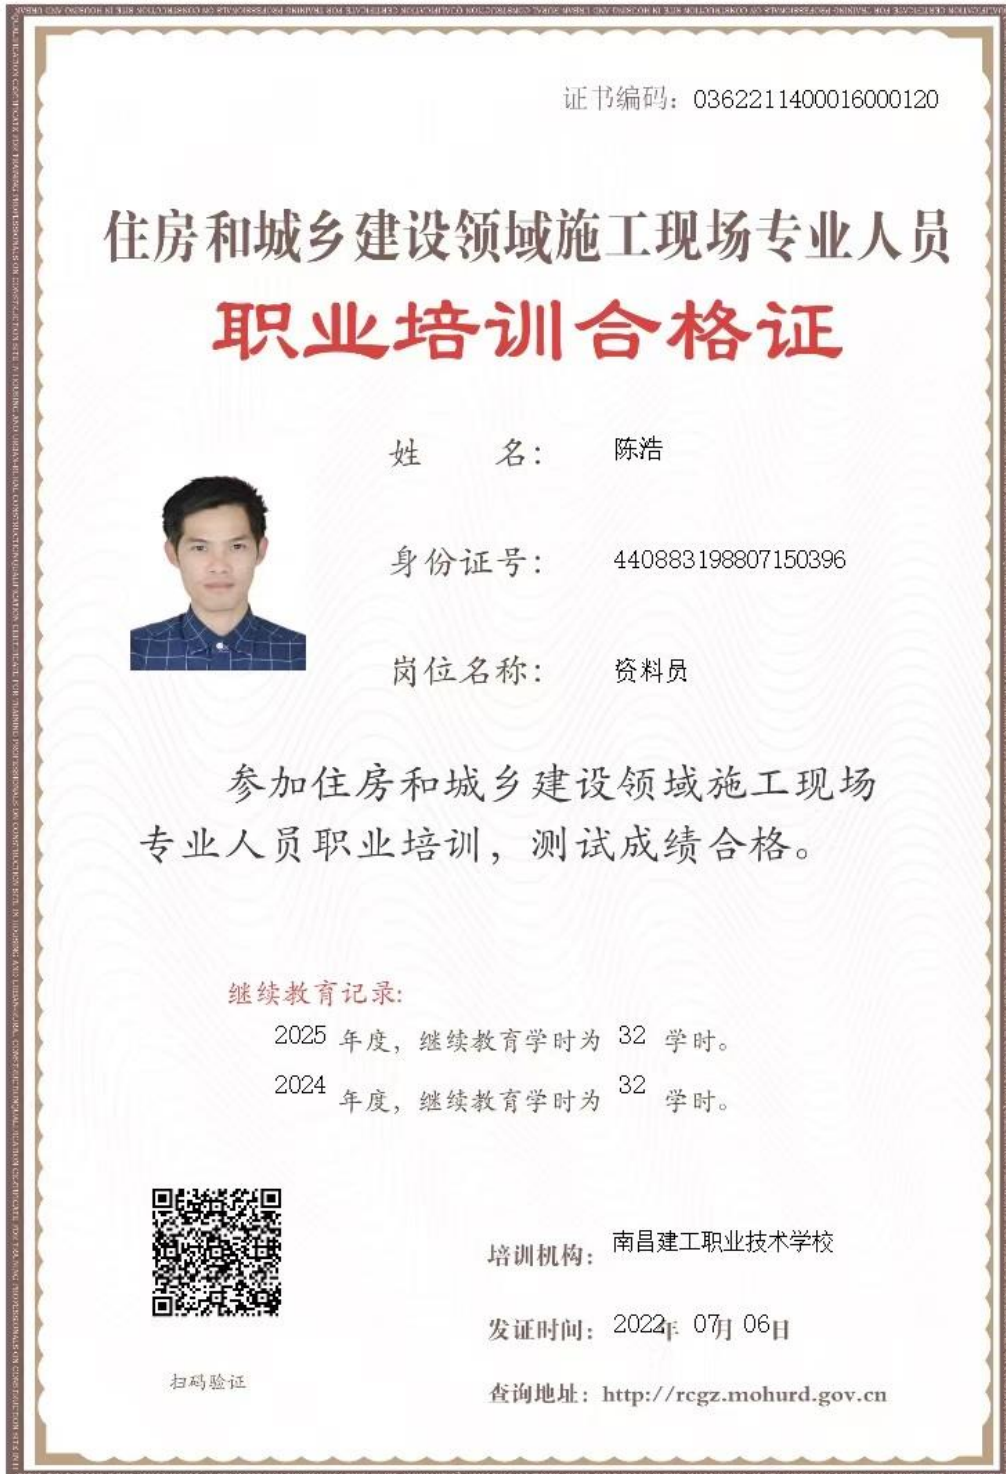 证书编码：0362211400016000120
住房和城乡建设领域施工现场专业人员
职业培训合格证
姓 名： 陈浩
身份证号： 440883198807150396
岗位名称： 资料员
参加住房和城乡建设领域施工现场
专业人员职业培训，测试成绩合格。
继续教育记录:
2025 年度，继续教育学时为 32 学时。
2024 年度，继续教育学时为 32 学时。
培训机构：南昌建工职业技术学校
发证时间：2022年 07月 06日
扫码验证
查询地址：http://rcgz.mohurd.gov.cn